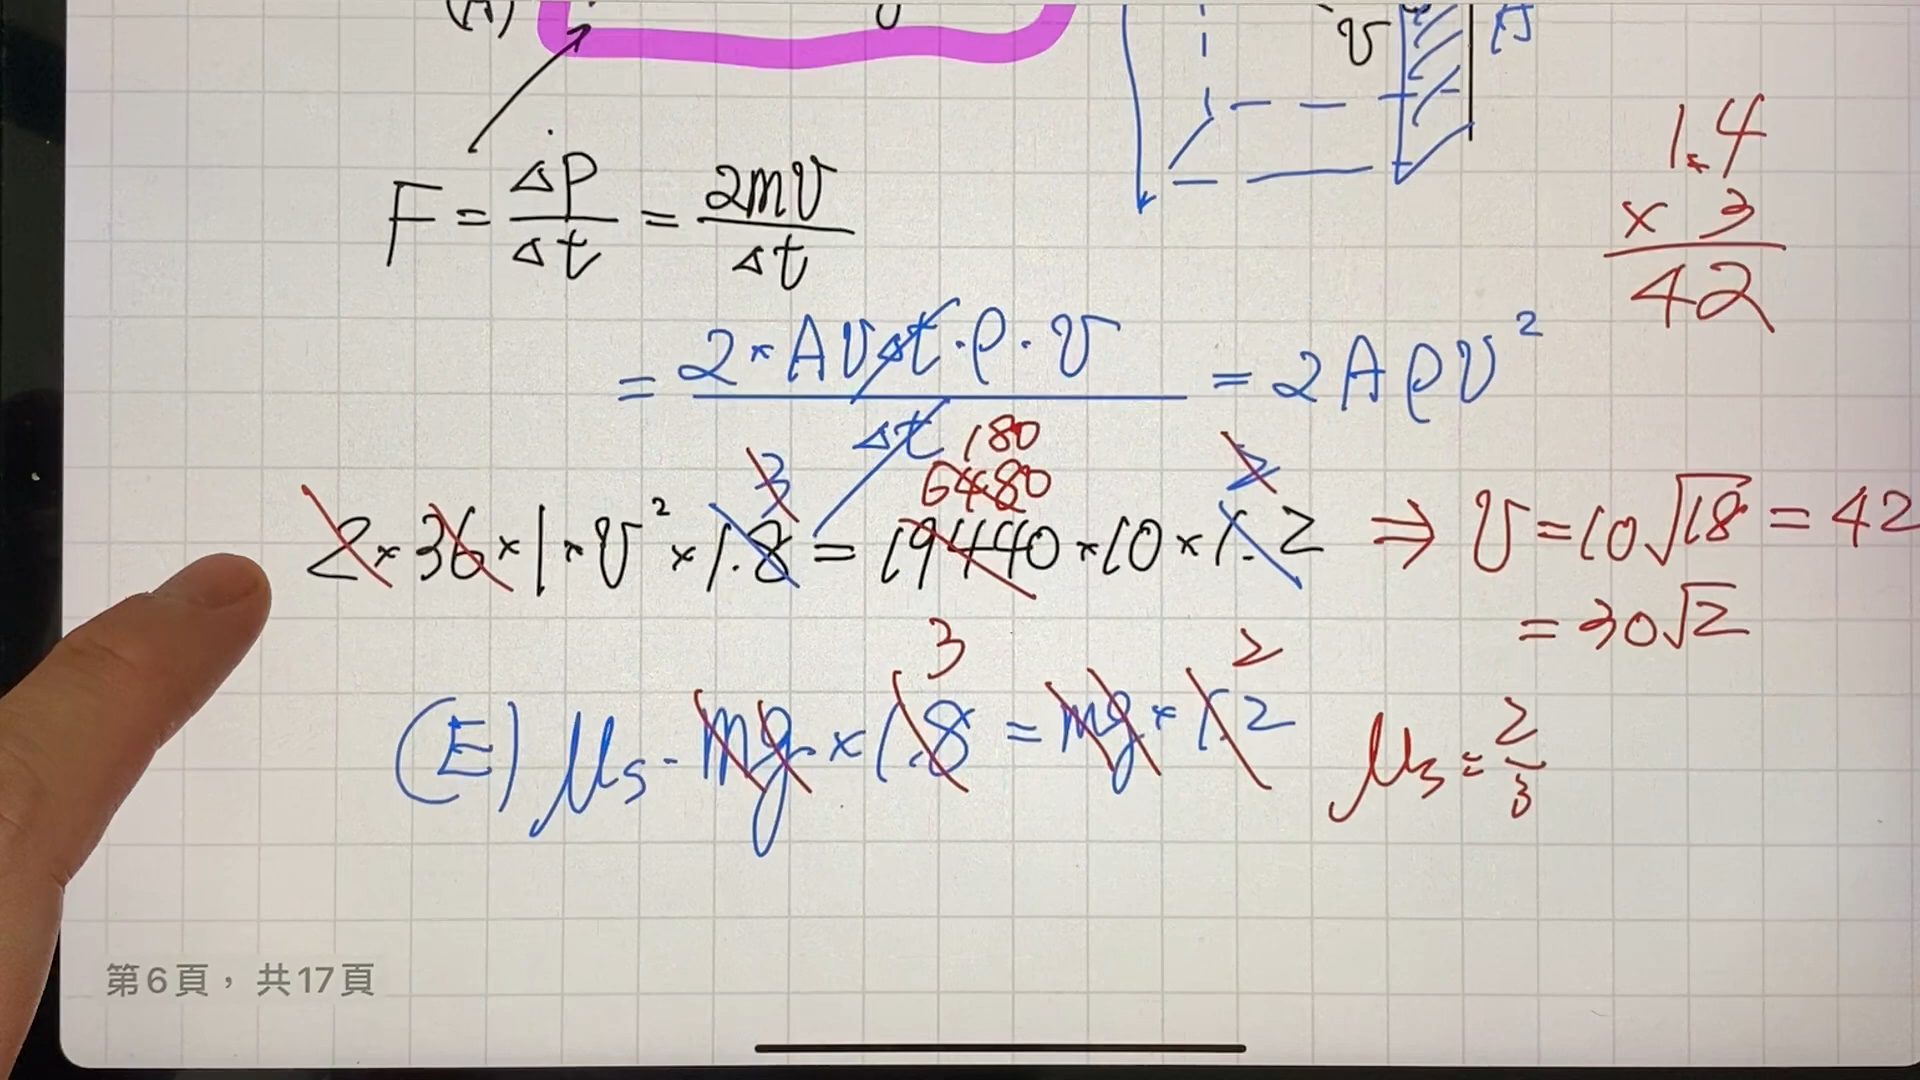 (A)
v A
F = ΔP/Δt = 2mv/Δt
= 2×AvΔt·ρ·v/Δt = 2Aρv²
1.4
× 3
42
3 180
6480 2
2×36×1×v²×1.8 = 19440×10×1.2 ⇒ v = 10√18 = 42
= 30√2
3 2
(E) μs·mg×1.8 = mg×1.2 μs = 2/3
第6頁，共17頁